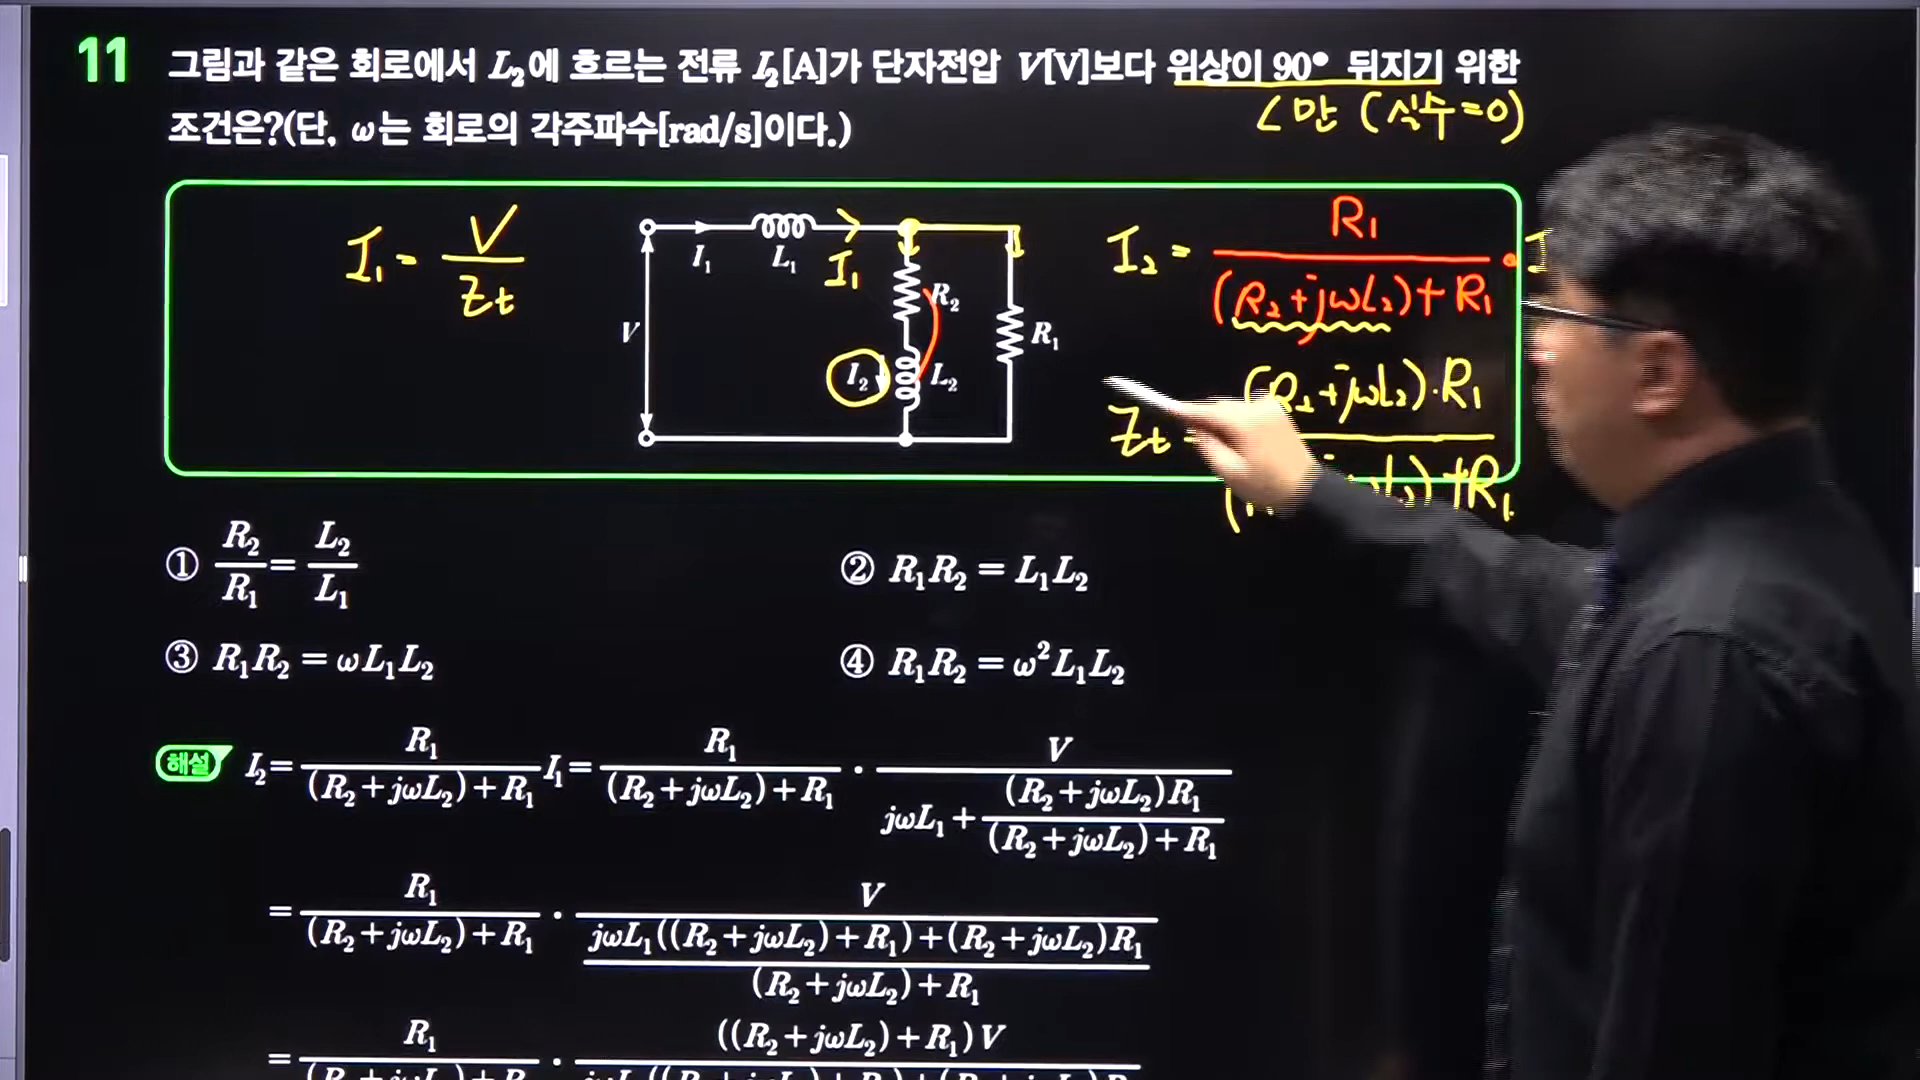 11 그림과 같은 회로에서 L₂에 흐르는 전류 I₂[A]가 단자전압 V[V]보다 위상이 90° 뒤지기 위한
조건은?(단, ω는 회로의 각주파수[rad/s]이다.)
L만 (실수=0)
I₁ = V / Zt
I₁ L₁ I₁
V
R₂
I₂ L₂
R₁
I₂ = R₁ / ((R₂+jωL₂)+R₁) · I
Zt = (R₂+jωL₂)·R₁ / ( jωL₂)+R₁
① R₂/R₁ = L₂/L₁
② R₁R₂ = L₁L₂
③ R₁R₂ = ωL₁L₂
④ R₁R₂ = ω²L₁L₂
해설 I₂ = R₁ / ((R₂+jωL₂)+R₁) I₁ = R₁ / ((R₂+jωL₂)+R₁) · V / (jωL₁ + (R₂+jωL₂)R₁ / ((R₂+jωL₂)+R₁))
= R₁ / ((R₂+jωL₂)+R₁) · V / (jωL₁((R₂+jωL₂)+R₁)+(R₂+jωL₂)R₁ / ((R₂+jωL₂)+R₁))
= R₁ · ((R₂+jωL₂)+R₁)V